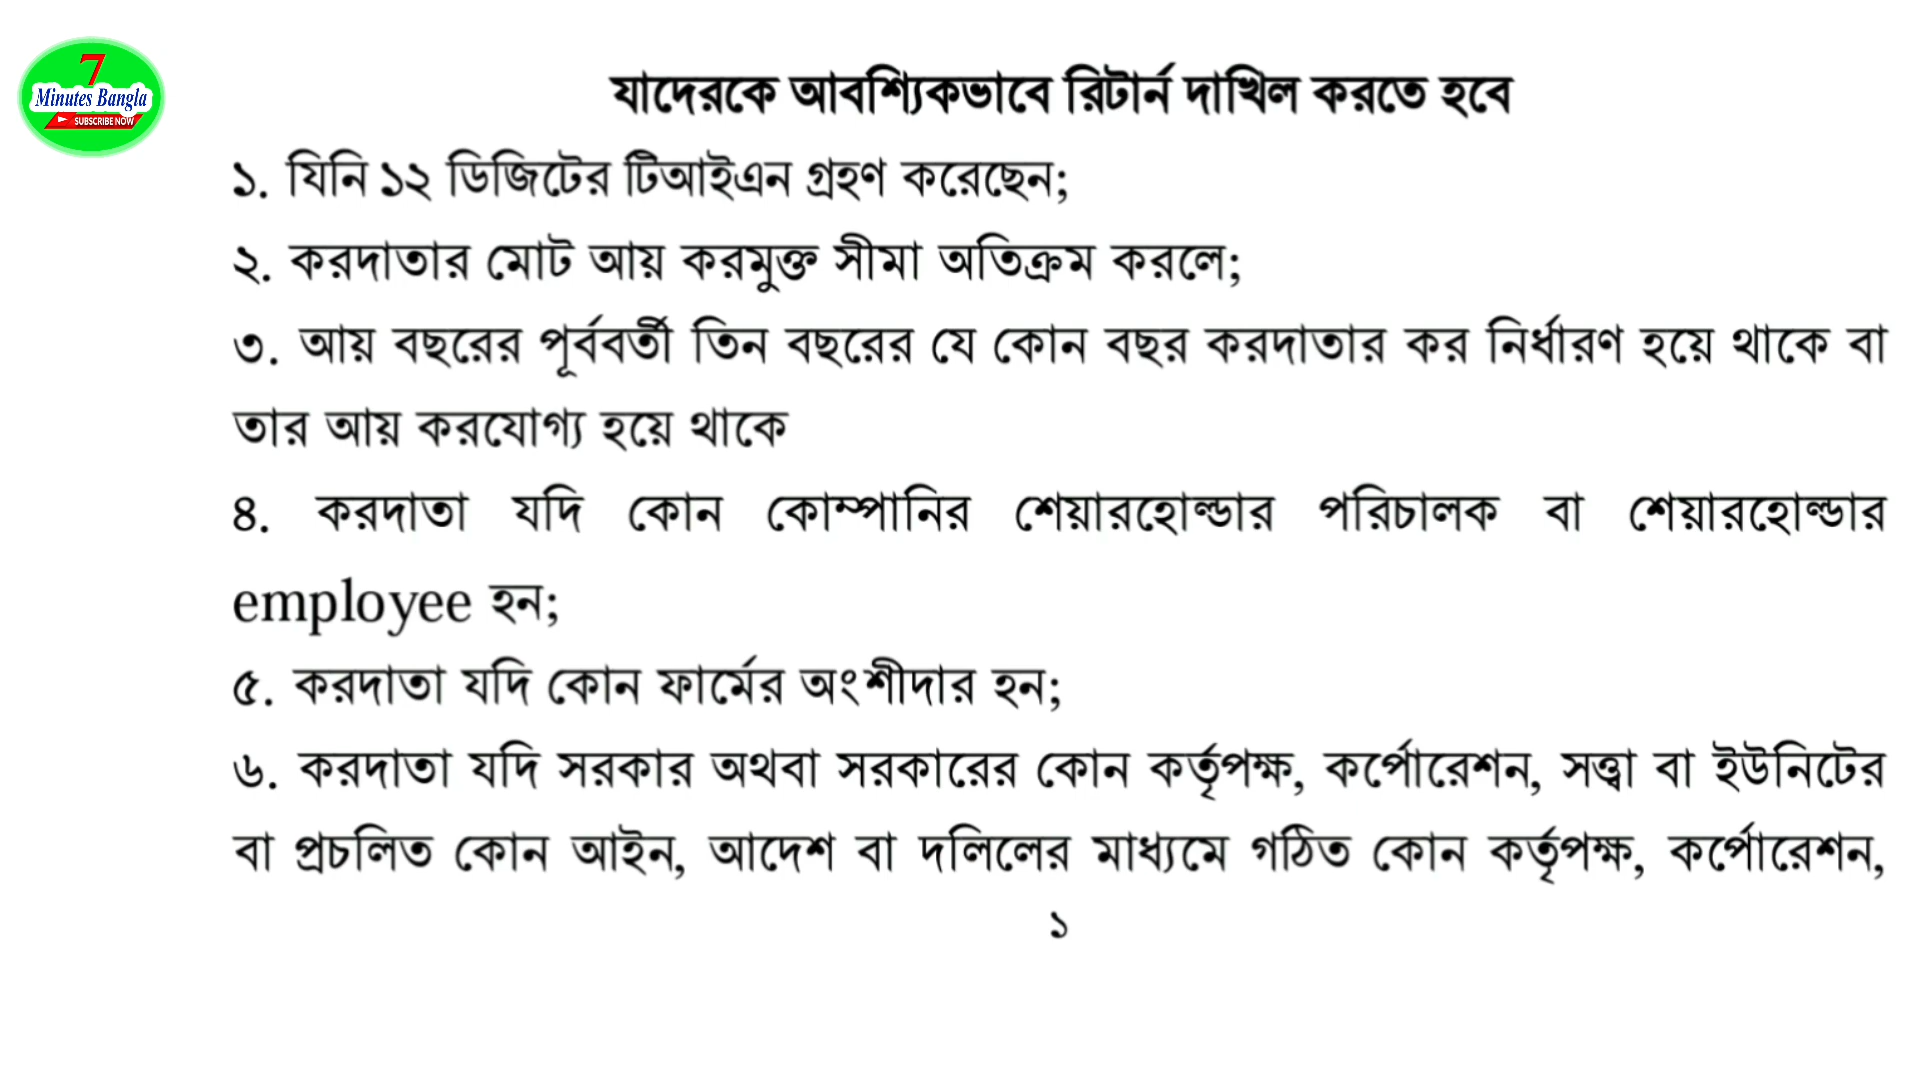 7
Minutes Bangla
SUBSCRIBE NOW
যাদেরকে আবশ্যিকভাবে রিটার্ন দাখিল করতে হবে
১. যিনি ১২ ডিজিটের টিআইএন গ্রহণ করেছেন;
২. করদাতার মোট আয় করমুক্ত সীমা অতিক্রম করলে;
৩. আয় বছরের পূর্ববর্তী তিন বছরের যে কোন বছর করদাতার কর নির্ধারণ হয়ে থাকে বা
তার আয় করযোগ্য হয়ে থাকে
৪. করদাতা যদি কোন কোম্পানির শেয়ারহোল্ডার পরিচালক বা শেয়ারহোল্ডার
employee হন;
৫. করদাতা যদি কোন ফার্মের অংশীদার হন;
৬. করদাতা যদি সরকার অথবা সরকারের কোন কর্তৃপক্ষ, কর্পোরেশন, সত্ত্বা বা ইউনিটের
বা প্রচলিত কোন আইন, আদেশ বা দলিলের মাধ্যমে গঠিত কোন কর্তৃপক্ষ, কর্পোরেশন,
১